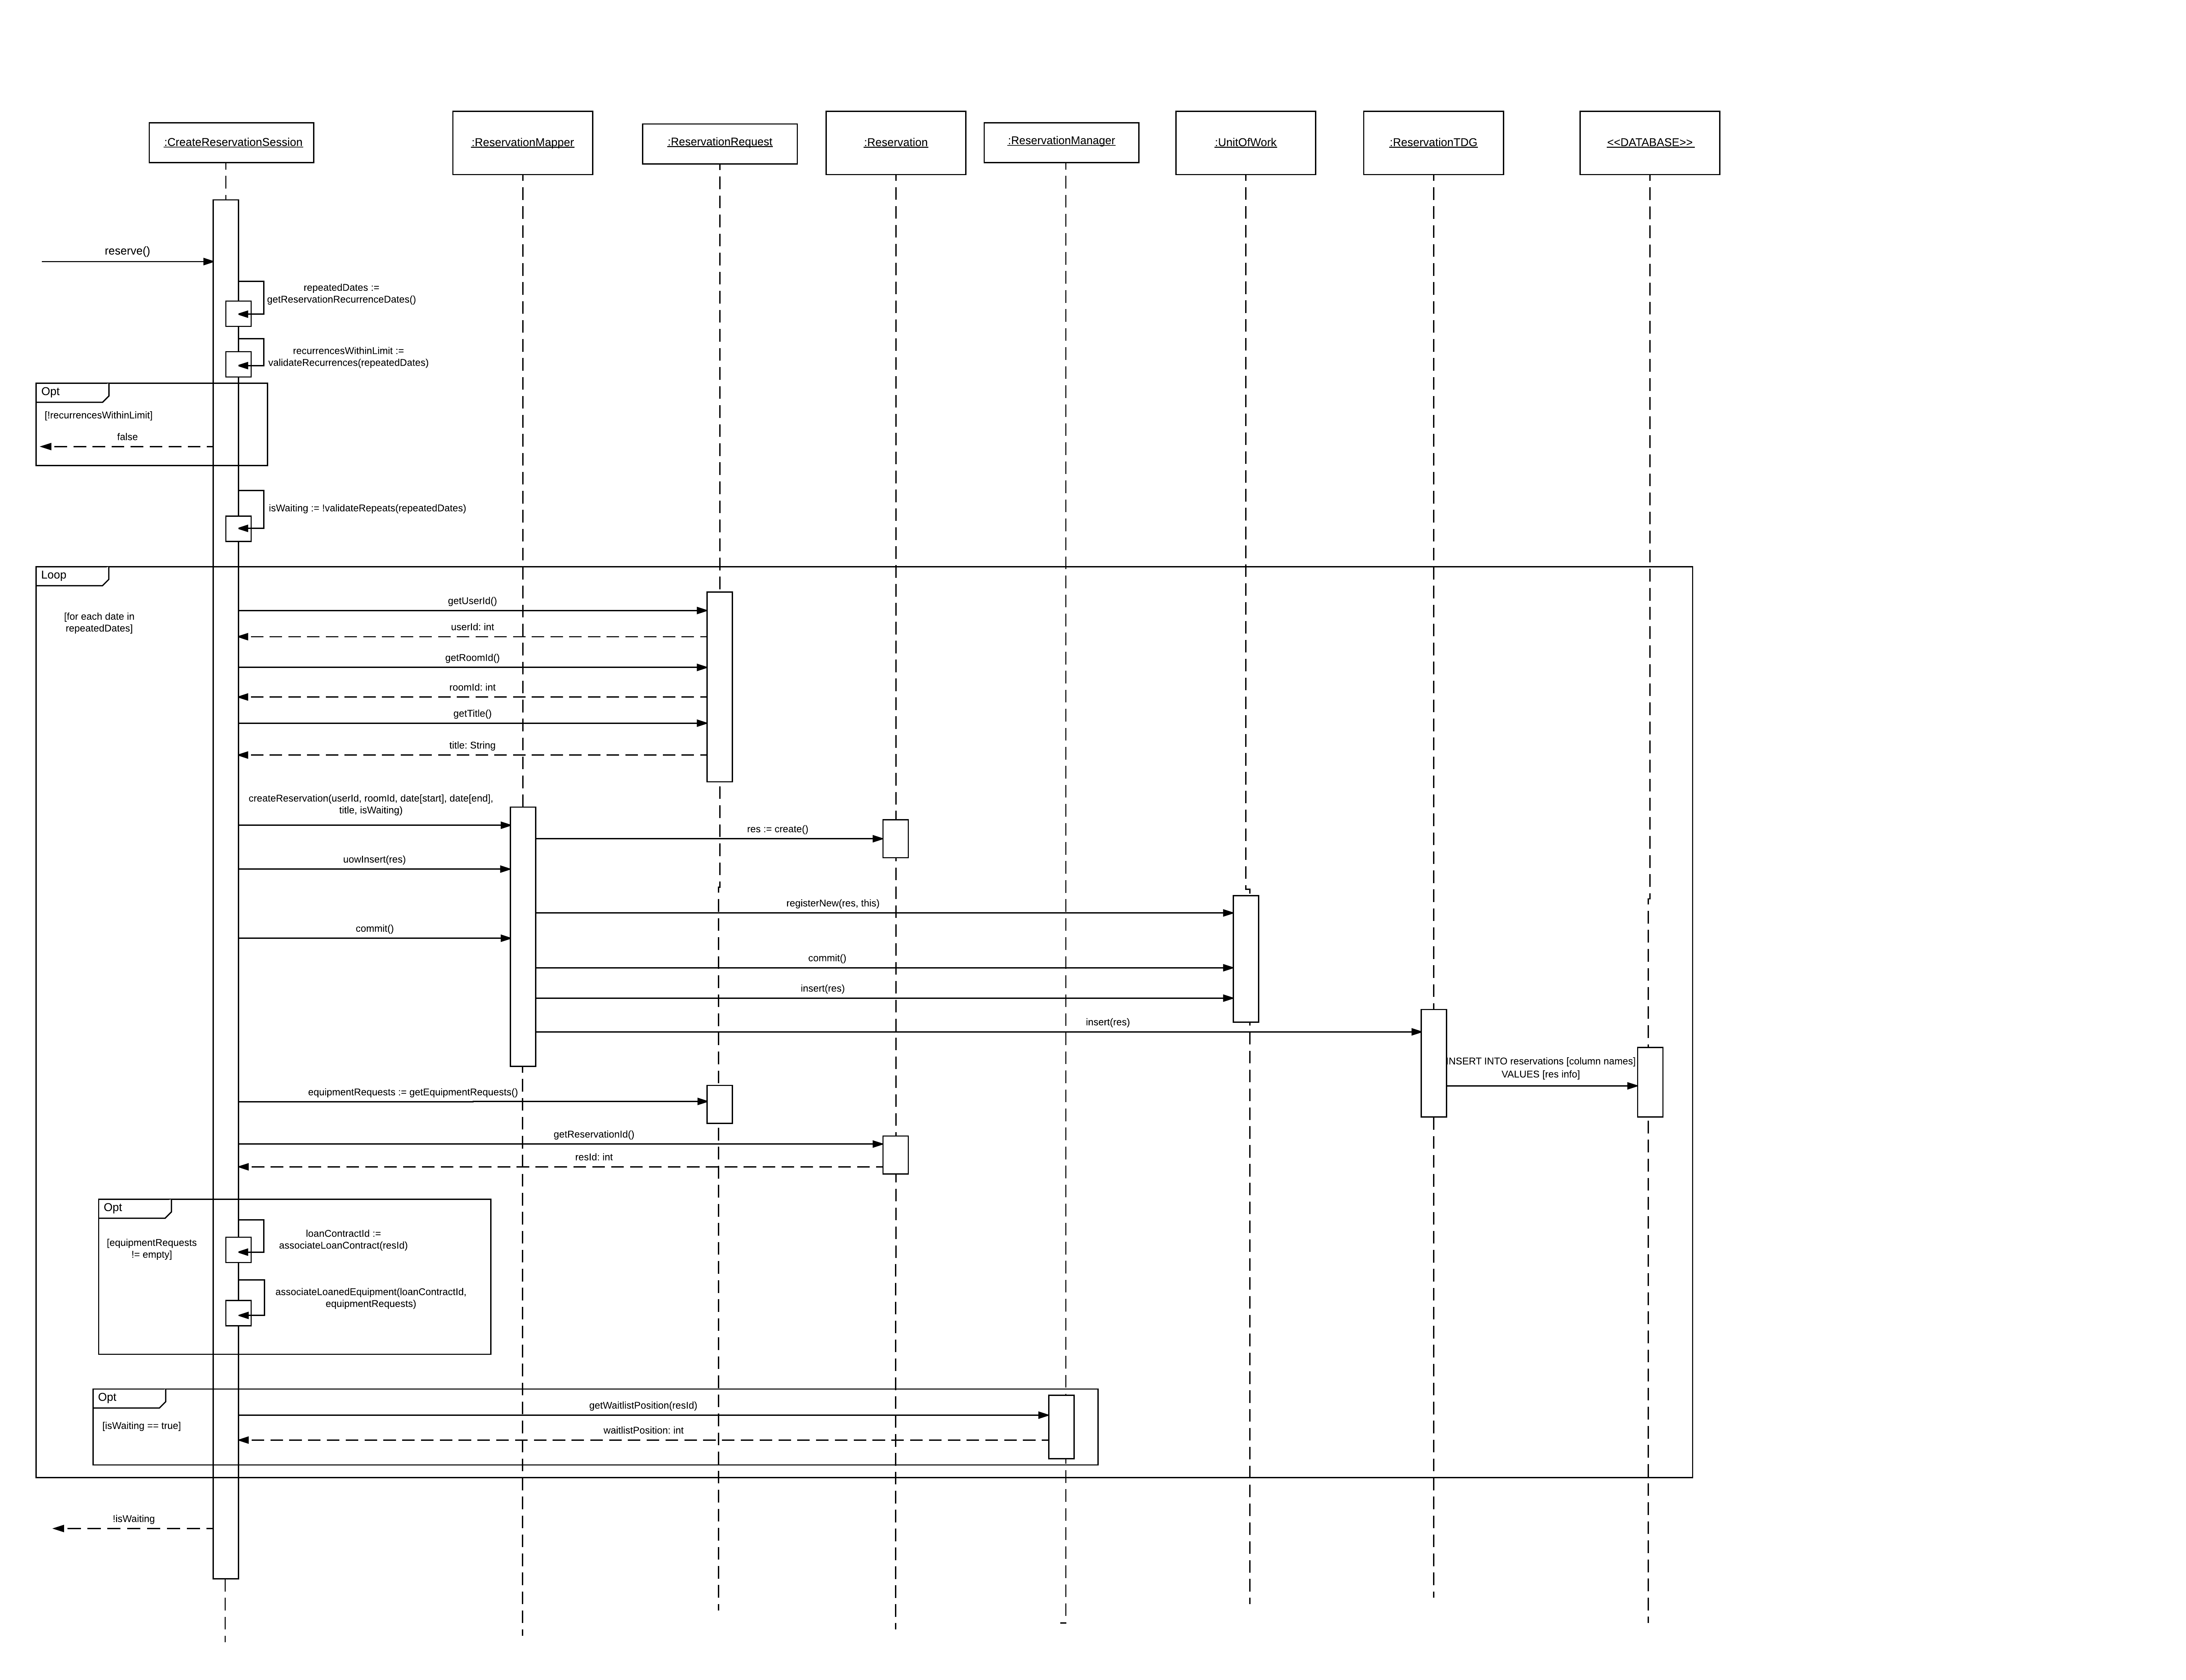 :CreateReservationSession
:ReservationMapper
:ReservationRequest
:Reservation
:ReservationManager
:UnitOfWork
:ReservationTDG
<<DATABASE>>
reserve()
repeatedDates :=
getReservationRecurrenceDates()
recurrencesWithinLimit :=
validateRecurrences(repeatedDates)
Opt
[!recurrencesWithinLimit]
false
isWaiting := !validateRepeats(repeatedDates)
Loop
[for each date in
repeatedDates]
getUserId()
userId: int
getRoomId()
roomId: int
getTitle()
title: String
createReservation(userId, roomId, date[start], date[end],
title, isWaiting)
res := create()
uowInsert(res)
registerNew(res, this)
commit()
commit()
insert(res)
insert(res)
INSERT INTO reservations [column names]
VALUES [res info]
equipmentRequests := getEquipmentRequests()
getReservationId()
resId: int
Opt
[equipmentRequests
!= empty]
loanContractId :=
associateLoanContract(resId)
associateLoanedEquipment(loanContractId,
equipmentRequests)
Opt
[isWaiting == true]
getWaitlistPosition(resId)
waitlistPosition: int
!isWaiting